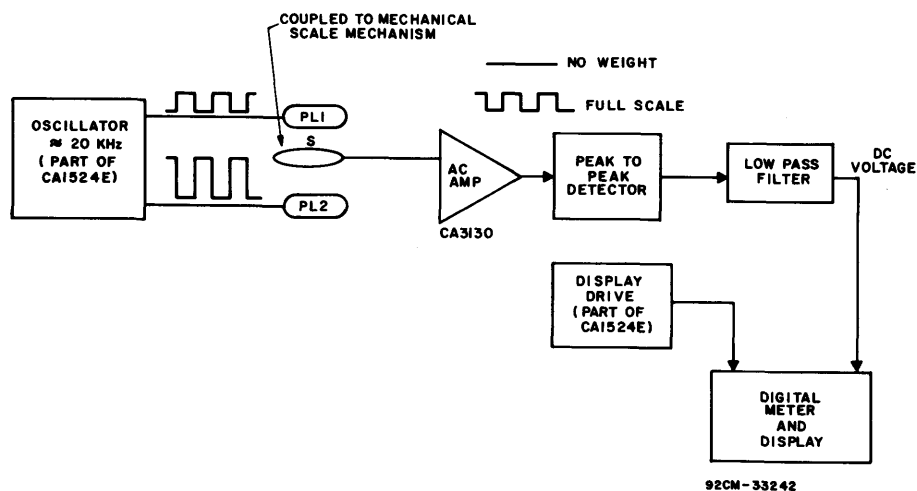 COUPLED TO MECHANICAL
SCALE MECHANISM
NO WEIGHT
FULL SCALE
OSCILLATOR
≈ 20 KHz
( PART OF
CA1524E)
PL1
S
PL2
AC
AMP
CA3130
PEAK TO
PEAK
DETECTOR
LOW PASS
FILTER
DC
VOLTAGE
DISPLAY
DRIVE
( PART OF
CA1524E)
DIGITAL
METER
AND
DISPLAY
92CM-33242